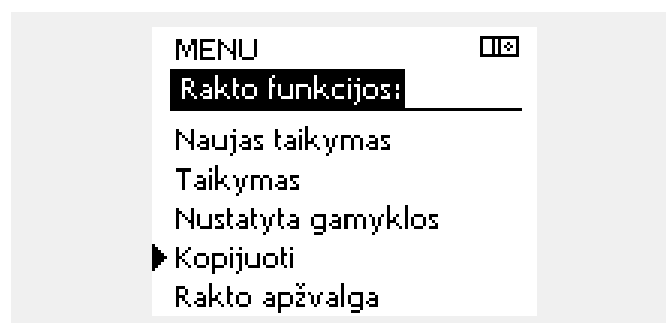 MENU
Rakto funkcijos:
Naujas taikymas
Taikymas
Nustatyta gamyklos
Kopijuoti
Rakto apžvalga